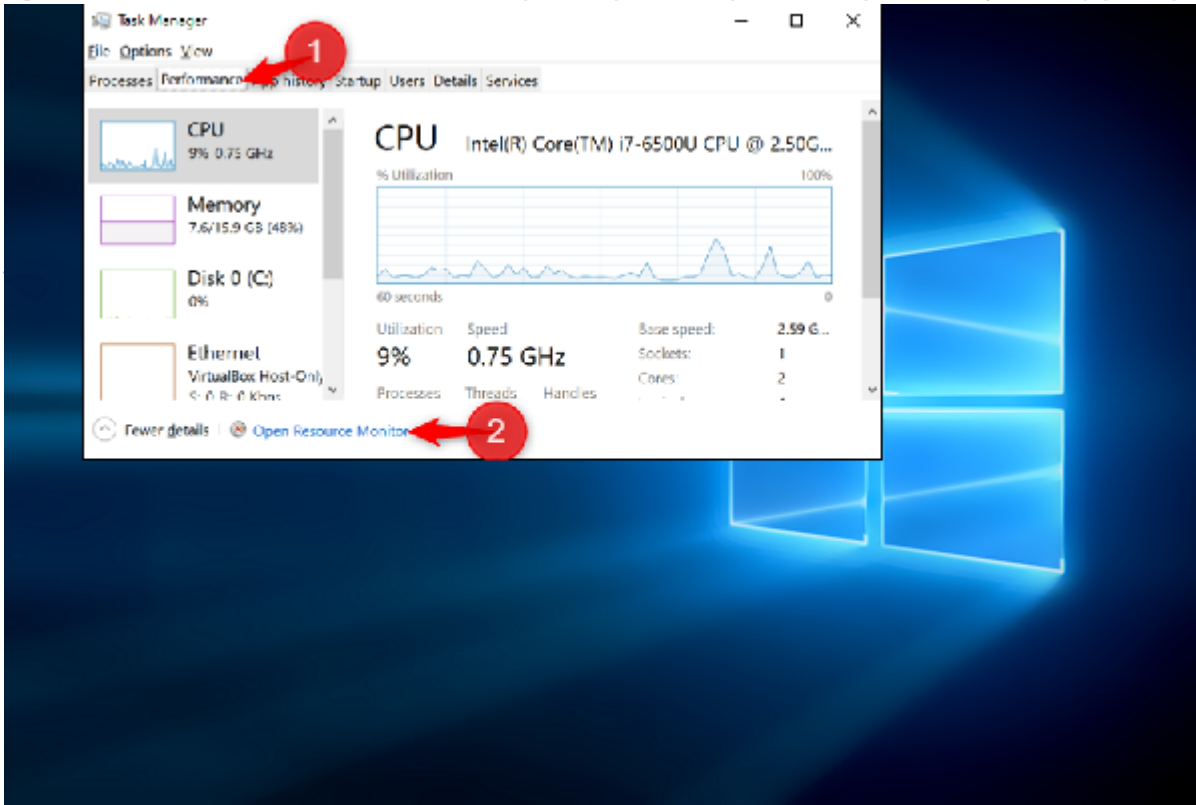 Task Manager
File Options View
1
Processes Performance App history Startup Users Details Services
CPU
9% 0.75 GHz
Memory
7.6/15.9 GB (48%)
Disk 0 (C:)
0%
Ethernet
VirtualBox Host-Only
S: 0 R: 0 Kbps
CPU Intel(R) Core(TM) i7-6500U CPU @ 2.50G...
% Utilization 100%
60 seconds 0
Utilization Speed Base speed: 2.59 G...
9% 0.75 GHz Sockets: 1
Cores: 2
Processes Threads Handles
Fewer details Open Resource Monitor
2